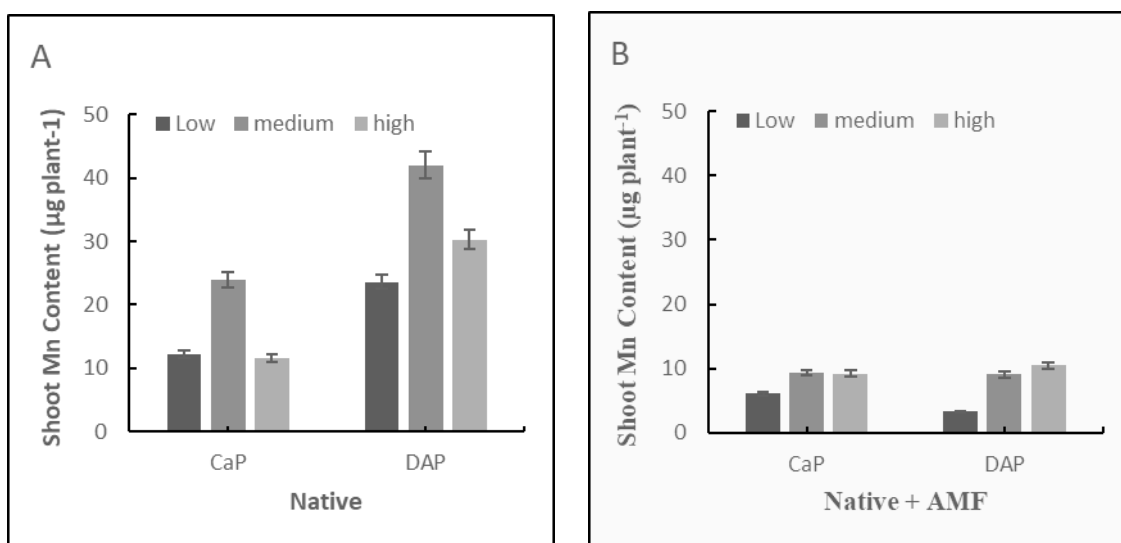 A
Shoot Mn Content (µg plant-1)
50
40
30
20
10
0
Low medium high
CaP DAP
Native
B
Shoot Mn Content (µg plant⁻¹)
50
40
30
20
10
0
Low medium high
CaP DAP
Native + AMF